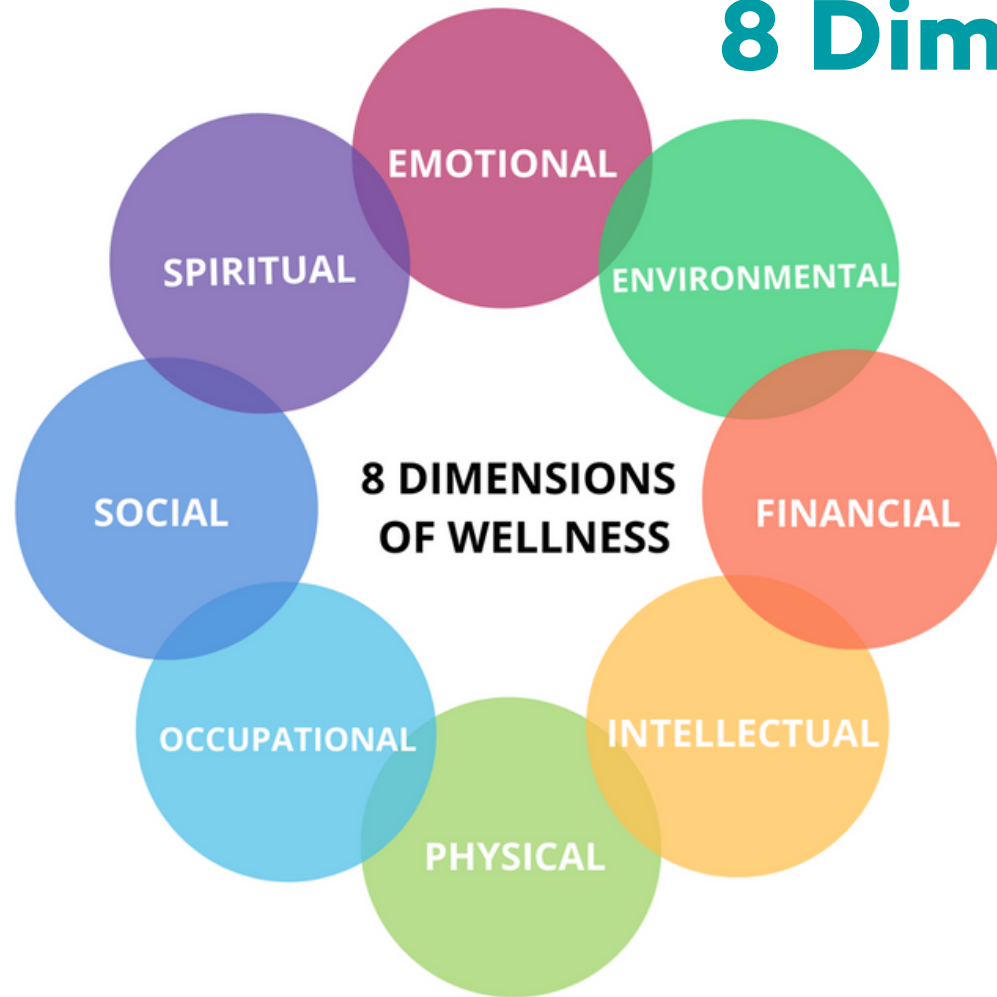 8 Dim
EMOTIONAL
ENVIRONMENTAL
SPIRITUAL
8 DIMENSIONS
OF WELLNESS
SOCIAL
FINANCIAL
OCCUPATIONAL
INTELLECTUAL
PHYSICAL